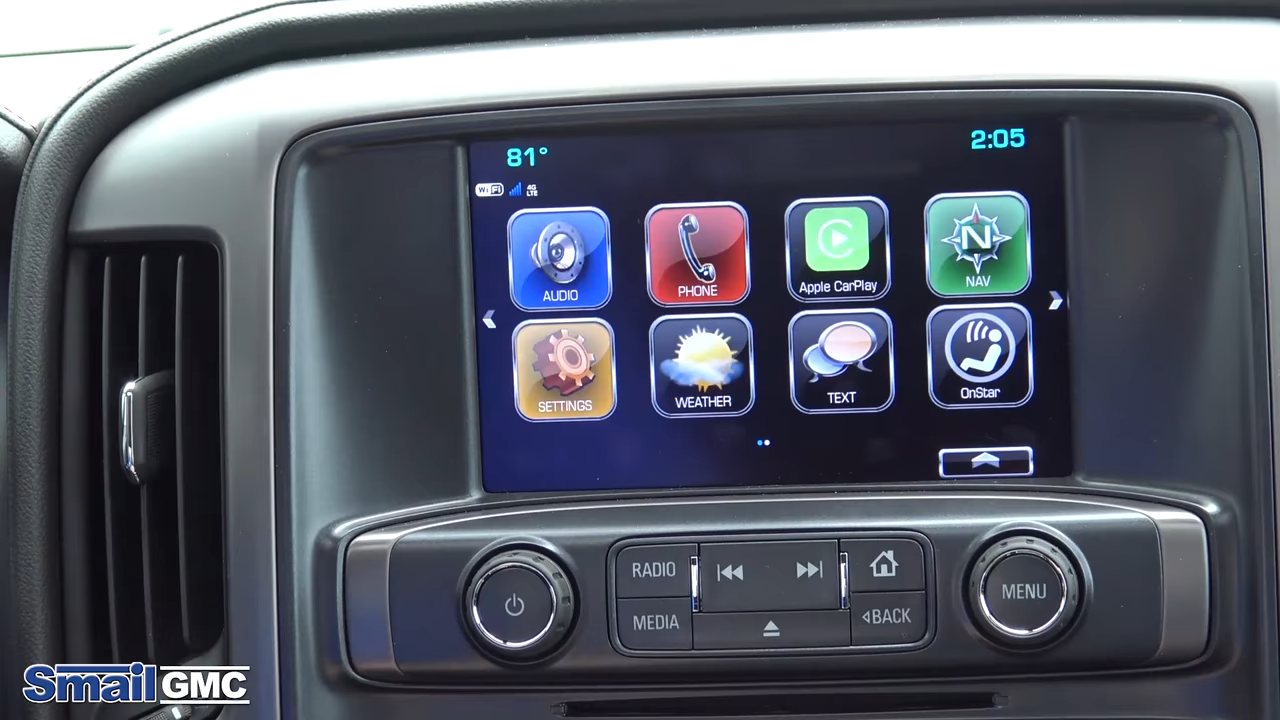 81°
2:05
WiFi
4G
LTE
AUDIO
PHONE
Apple CarPlay
N
NAV
SETTINGS
WEATHER
TEXT
OnStar
RADIO
MEDIA
BACK
MENU
Smail GMC